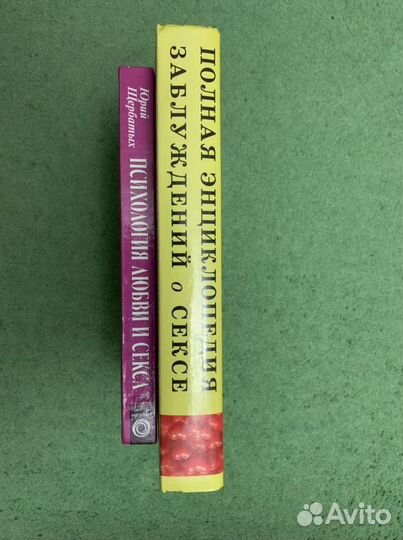 Юрий
Щербатых
ПСИХОЛОГИЯ ЛЮБВИ И СЕКСА
ПОЛНАЯ ЭНЦИКЛОПЕДИЯ
ЗАБЛУЖДЕНИЙ о СЕКСЕ
Avito